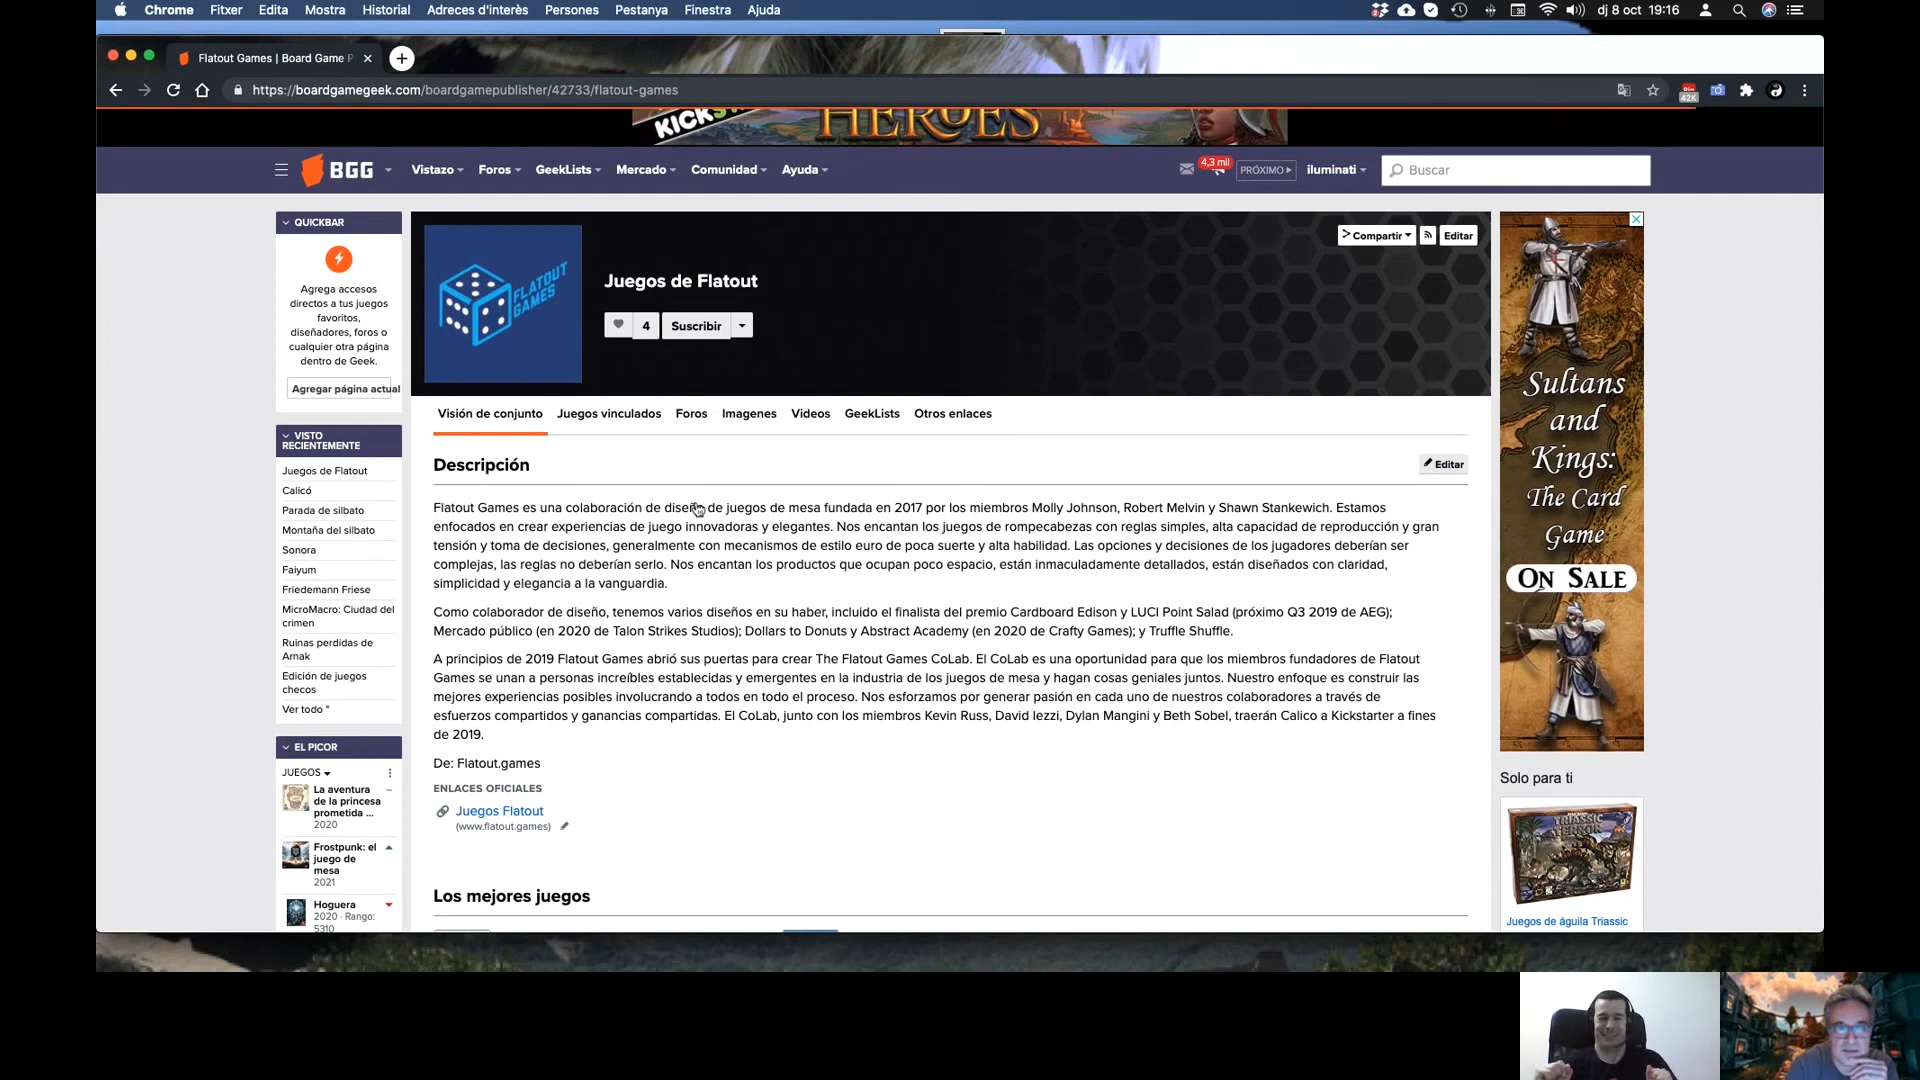 Chrome Fitxer Edita Mostra Historial Adreces d'interès Persones Pestanya Finestra Ajuda
dj 8 oct 19:16
Flatout Games | Board Game P
https://boardgamegeek.com/boardgamepublisher/42733/flatout-games
42K
HEROES
BGG Vistazo Foros GeekLists Mercado Comunidad Ayuda
4,3 mil
PRÓXIMO
iluminati
Buscar
QUICKBAR
Agrega accesos
directos a tus juegos
favoritos,
diseñadores, foros o
cualquier otra página
dentro de Geek.
Agregar página actual
VISTO
RECIENTEMENTE
Juegos de Flatout
Calicó
Parada de silbato
Montaña del silbato
Sonora
Faiyum
Friedemann Friese
MicroMacro: Ciudad del
crimen
Ruinas perdidas de
Arnak
Edición de juegos
checos
Ver todo "
EL PICOR
JUEGOS
La aventura
de la princesa
prometida ...
2020
Frostpunk: el
juego de
mesa
2021
Hoguera
2020 · Rango:
5310
FLATOUT
GAMES
Juegos de Flatout
4
Suscribir
Compartir
Editar
Visión de conjunto Juegos vinculados Foros Imagenes Videos GeekLists Otros enlaces
Descripción
Editar
Flatout Games es una colaboración de diseño de juegos de mesa fundada en 2017 por los miembros Molly Johnson, Robert Melvin y Shawn Stankewich. Estamos
enfocados en crear experiencias de juego innovadoras y elegantes. Nos encantan los juegos de rompecabezas con reglas simples, alta capacidad de reproducción y gran
tensión y toma de decisiones, generalmente con mecanismos de estilo euro de poca suerte y alta habilidad. Las opciones y decisiones de los jugadores deberían ser
complejas, las reglas no deberían serlo. Nos encantan los productos que ocupan poco espacio, están inmaculadamente detallados, están diseñados con claridad,
simplicidad y elegancia a la vanguardia.
Como colaborador de diseño, tenemos varios diseños en su haber, incluido el finalista del premio Cardboard Edison y LUCI Point Salad (próximo Q3 2019 de AEG);
Mercado público (en 2020 de Talon Strikes Studios); Dollars to Donuts y Abstract Academy (en 2020 de Crafty Games); y Truffle Shuffle.
A principios de 2019 Flatout Games abrió sus puertas para crear The Flatout Games CoLab. El CoLab es una oportunidad para que los miembros fundadores de Flatout
Games se unan a personas increíbles establecidas y emergentes en la industria de los juegos de mesa y hagan cosas geniales juntos. Nuestro enfoque es construir las
mejores experiencias posibles involucrando a todos en todo el proceso. Nos esforzamos por generar pasión en cada uno de nuestros colaboradores a través de
esfuerzos compartidos y ganancias compartidas. El CoLab, junto con los miembros Kevin Russ, David Iezzi, Dylan Mangini y Beth Sobel, traerán Calico a Kickstarter a fines
de 2019.
De: Flatout.games
ENLACES OFICIALES
Juegos Flatout
(www.flatout.games)
Los mejores juegos
Sultans
and
Kings:
The Card
Game
ON SALE
Solo para ti
TRIASSIC
TERROR
Juegos de águila Triassic